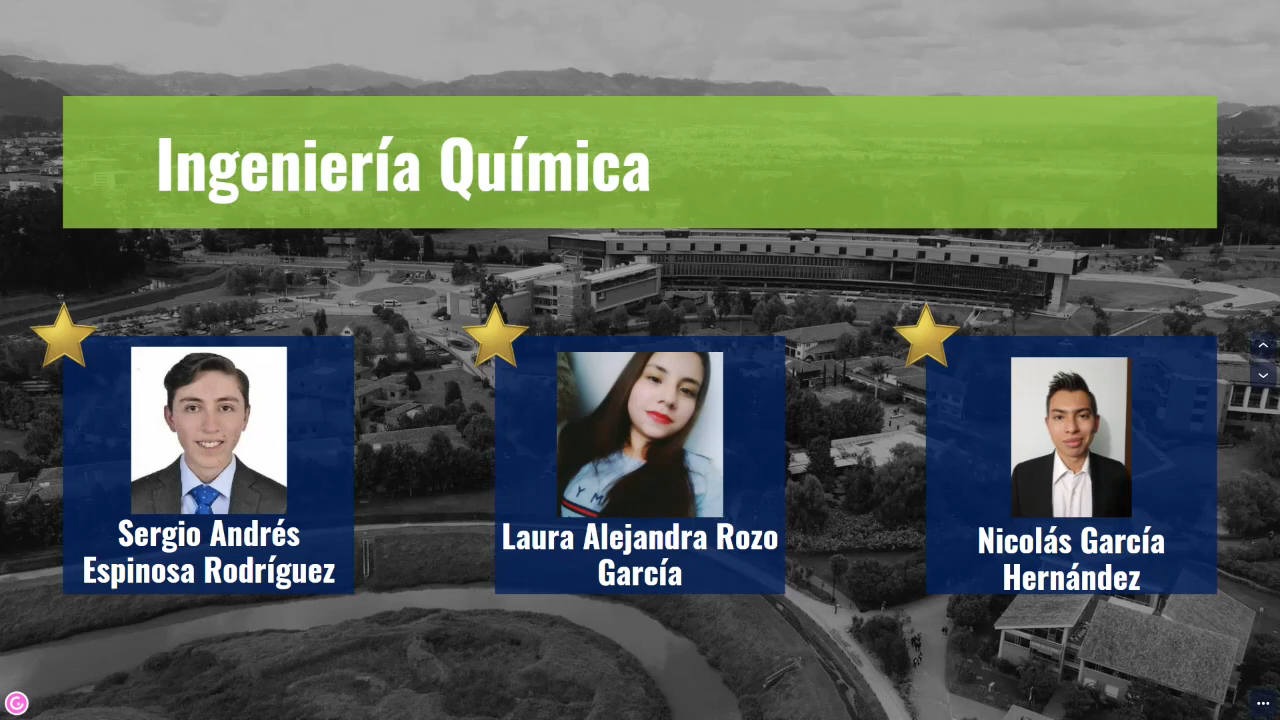 Ingeniería Química
Sergio Andrés
Espinosa Rodríguez
Laura Alejandra Rozo
García
Nicolás García
Hernández